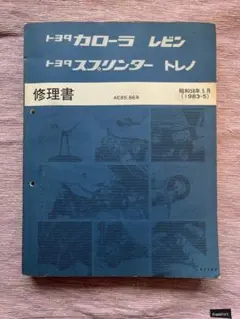 トヨタ カローラ レビン
トヨタ スプリンター トレノ
修理書
AE85, 86系
昭和58年5月
(1983-5)